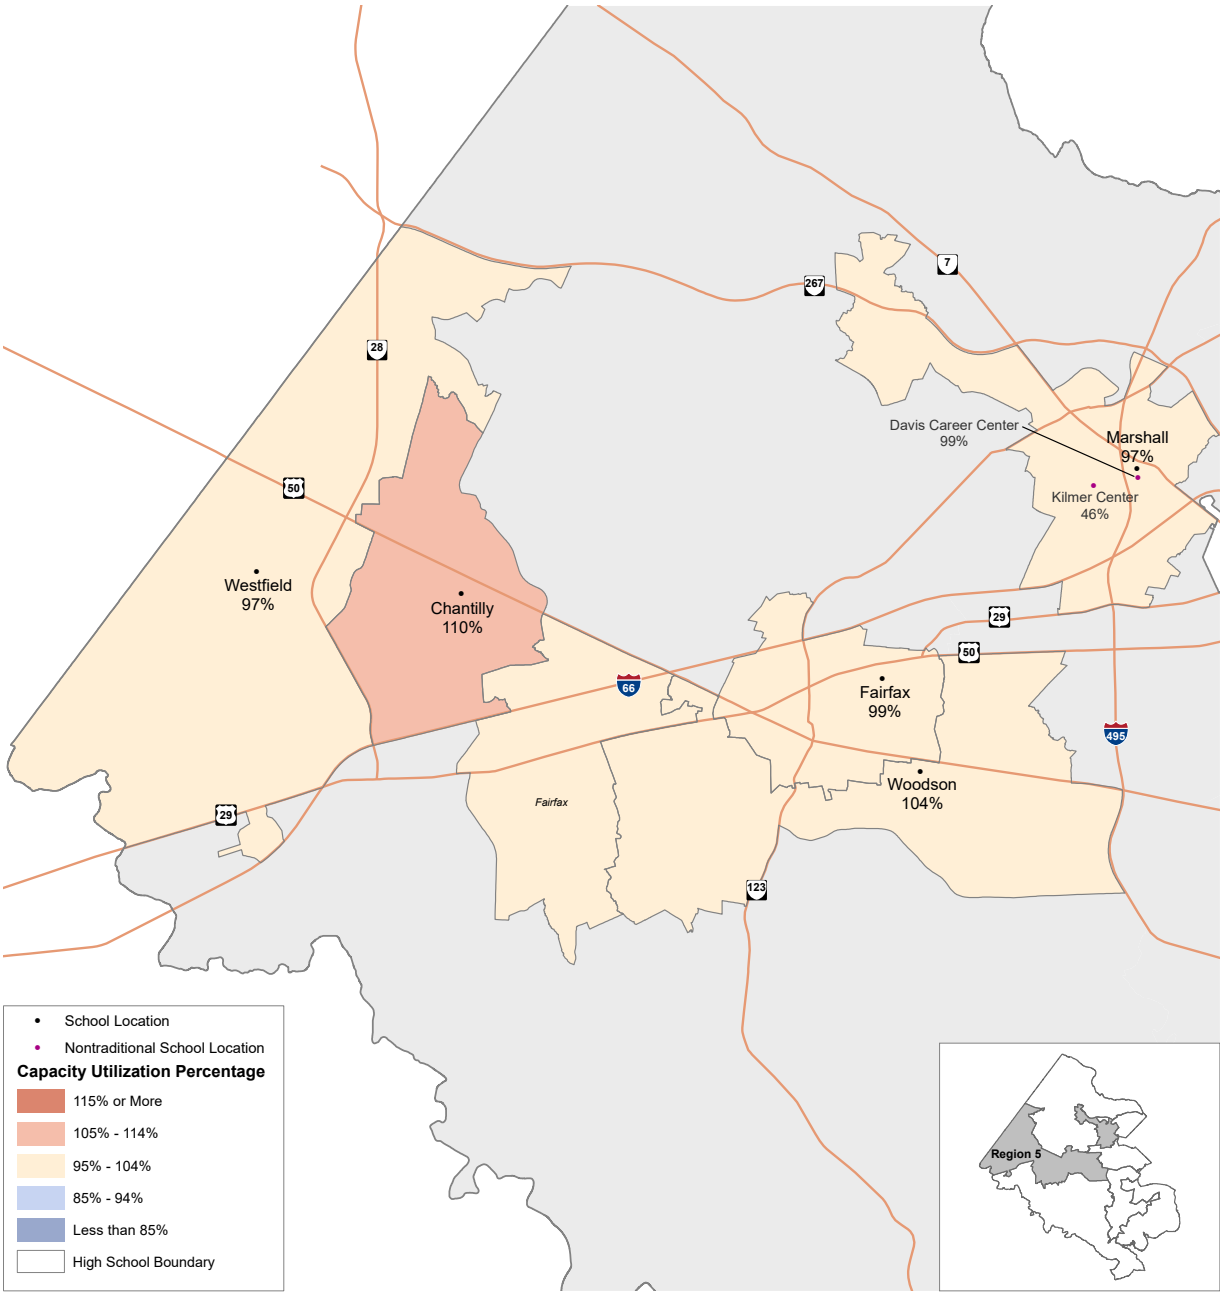 7
267
28
Davis Career Center
99%
Marshall
97%
Kilmer Center
46%
50
Westfield
97%
Chantilly
110%
29
50
66
Fairfax
99%
495
Woodson
104%
Fairfax
29
123
School Location
Nontraditional School Location
Capacity Utilization Percentage
115% or More
105% - 114%
95% - 104%
85% - 94%
Less than 85%
High School Boundary
Region 5